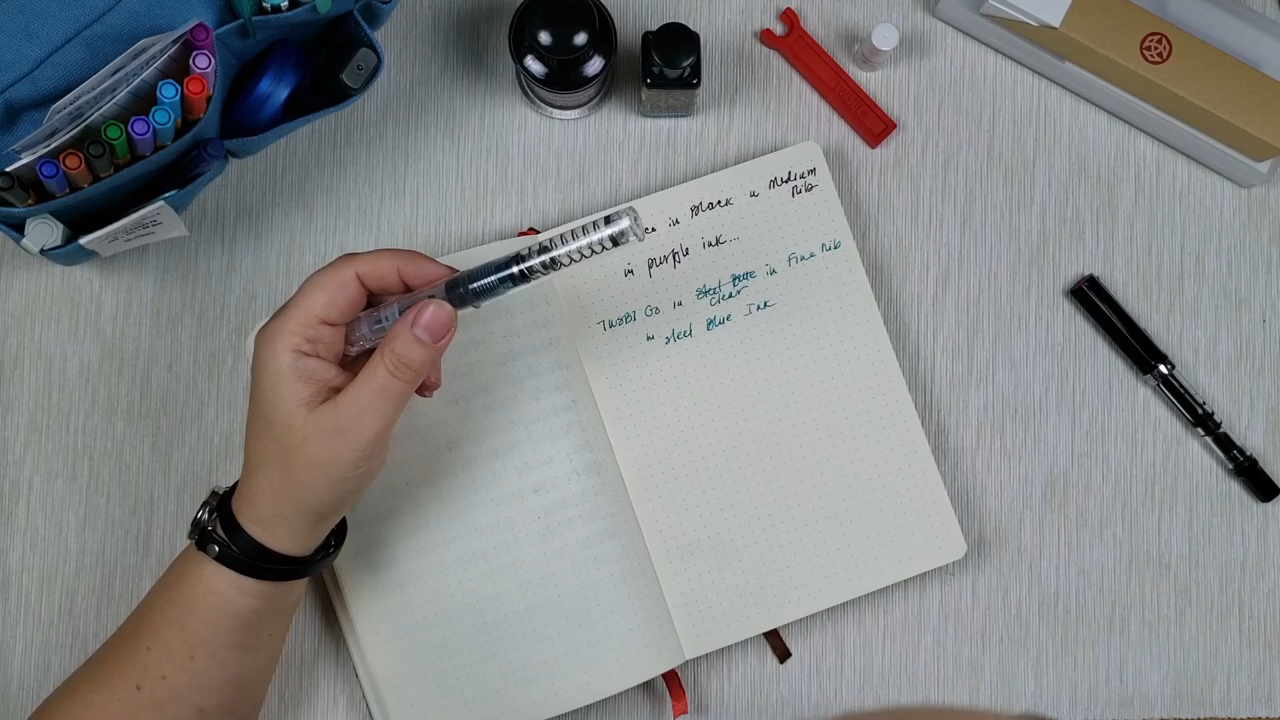 in Black in Medium
Nib
in purple ink...
TWSBI Go in Steel Blue in Fine Nib
Clear
in steel Blue Ink